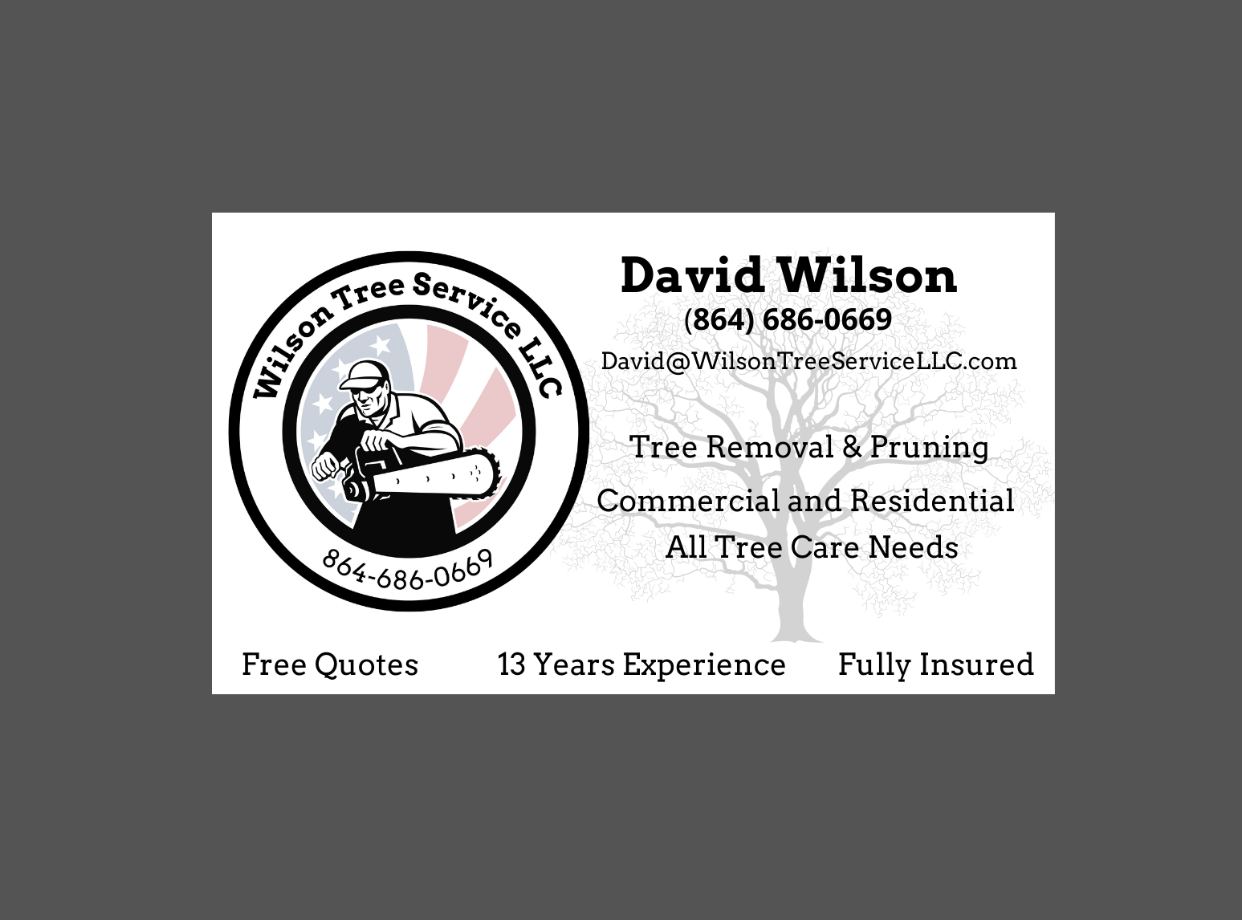 Wilson Tree Service LLC
864-686-0669
David Wilson
(864) 686-0669
David@WilsonTreeServiceLLC.com
Tree Removal & Pruning
Commercial and Residential
All Tree Care Needs
Free Quotes 13 Years Experience Fully Insured